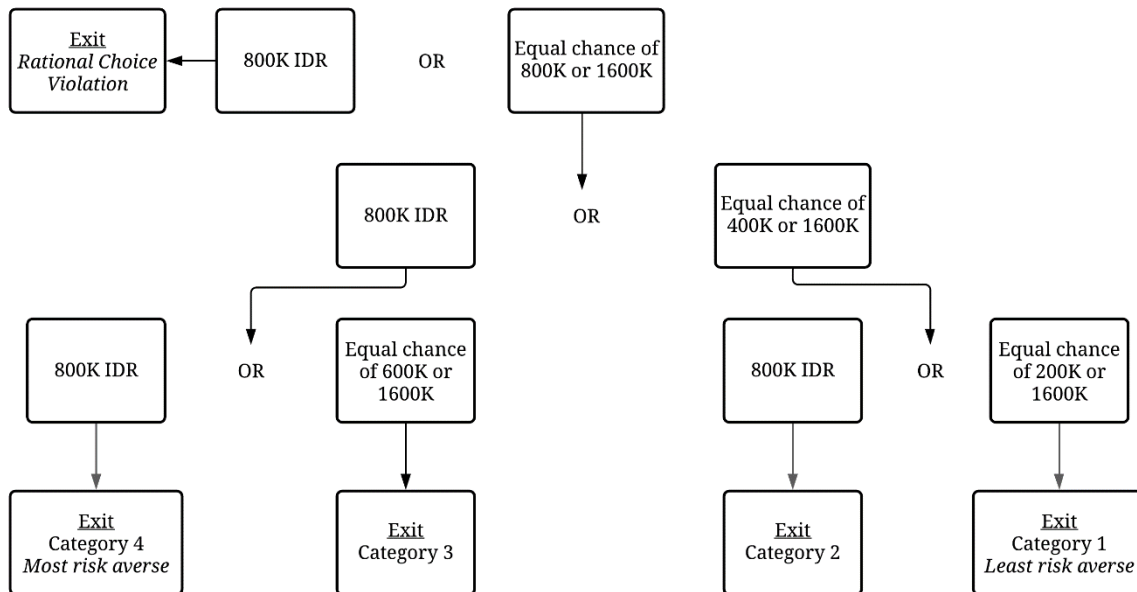 Exit
Rational Choice
Violation
800K IDR
OR
Equal chance of
800K or 1600K
800K IDR
OR
Equal chance of
400K or 1600K
800K IDR
OR
Equal chance
of 600K or
1600K
800K IDR
OR
Equal chance
of 200K or
1600K
Exit
Category 4
Most risk averse
Exit
Category 3
Exit
Category 2
Exit
Category 1
Least risk averse